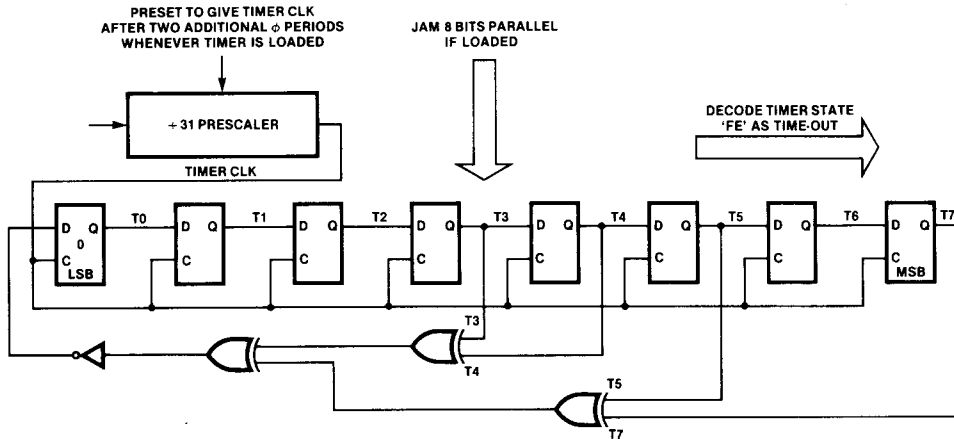 PRESET TO GIVE TIMER CLK
AFTER TWO ADDITIONAL ϕ PERIODS
WHENEVER TIMER IS LOADED
JAM 8 BITS PARALLEL
IF LOADED
÷ 31 PRESCALER
DECODE TIMER STATE
'FE' AS TIME-OUT
TIMER CLK
D Q
0
C
LSB
T0
D Q
C
T1
D Q
C
T2
D Q
C
T3
D Q
C
T4
D Q
C
T5
D Q
C
T6
D Q
C
MSB
T7
T3
T4
T5
T7